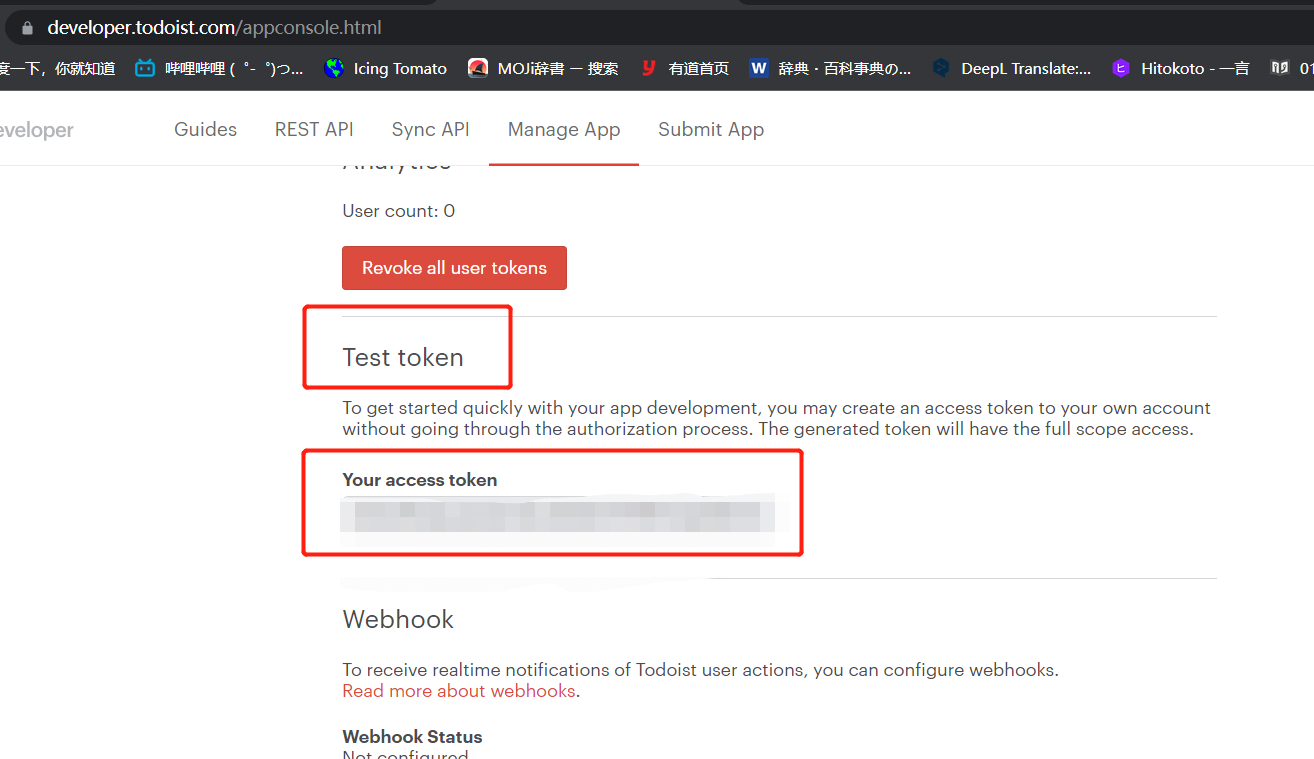 developer.todoist.com/appconsole.html
度一下，你就知道 哔哩哔哩 (゜-゜)つ... Icing Tomato MOJi辞書 — 搜索 有道首页 辞典・百科事典の... DeepL Translate:... Hitokoto - 一言 01
eveloper Guides REST API Sync API Manage App Submit App
Analytics
User count: 0
Revoke all user tokens
Test token
To get started quickly with your app development, you may create an access token to your own account
without going through the authorization process. The generated token will have the full scope access.
Your access token
Webhook
To receive realtime notifications of Todoist user actions, you can configure webhooks.
Read more about webhooks.
Webhook Status
Not configured